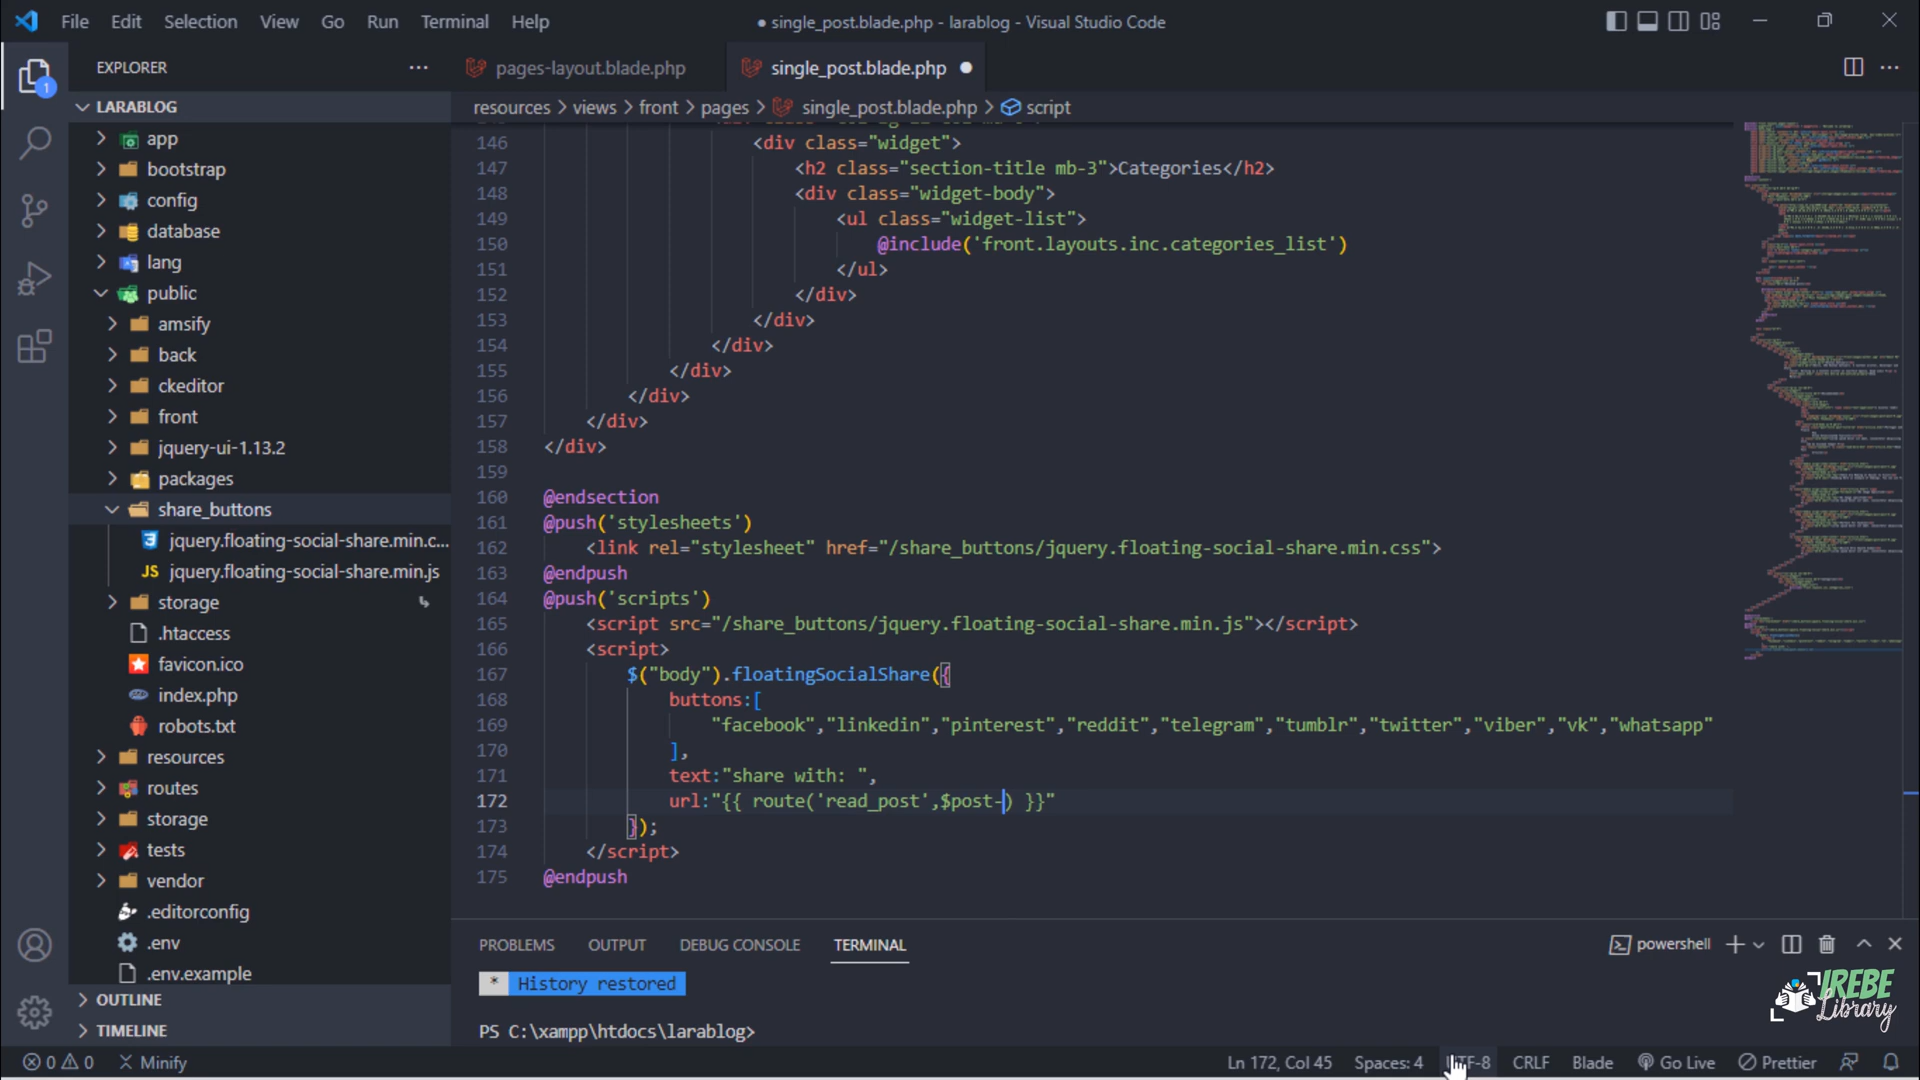 File Edit Selection View Go Run Terminal Help
● single_post.blade.php - larablog - Visual Studio Code
EXPLORER
pages-layout.blade.php
single_post.blade.php
LARABLOG
resources > views > front > pages > single_post.blade.php > script
app
bootstrap
config
database
lang
public
amsify
back
ckeditor
front
jquery-ui-1.13.2
packages
share_buttons
jquery.floating-social-share.min.c...
jquery.floating-social-share.min.js
storage
.htaccess
favicon.ico
index.php
robots.txt
resources
routes
storage
tests
vendor
.editorconfig
.env
.env.example
OUTLINE
TIMELINE
146 <div class="widget">
147 <h2 class="section-title mb-3">Categories</h2>
148 <div class="widget-body">
149 <ul class="widget-list">
150 @include('front.layouts.inc.categories_list')
151 </ul>
152 </div>
153 </div>
154 </div>
155 </div>
156 </div>
157 </div>
158 </div>
159
160 @endsection
161 @push('stylesheets')
162 <link rel="stylesheet" href="/share_buttons/jquery.floating-social-share.min.css">
163 @endpush
164 @push('scripts')
165 <script src="/share_buttons/jquery.floating-social-share.min.js"></script>
166 <script>
167 $("body").floatingSocialShare({
168 buttons:[
169 "facebook","linkedin","pinterest","reddit","telegram","tumblr","twitter","viber","vk","whatsapp"
170 ],
171 text:"share with: ",
172 url:"{{ route('read_post',$post-) }}"
173 });
174 </script>
175 @endpush
PROBLEMS OUTPUT DEBUG CONSOLE TERMINAL
powershell
* History restored
PS C:\xampp\htdocs\larablog>
IREBE
Library
0 0 Minify
Ln 172, Col 45 Spaces: 4 UTF-8 CRLF Blade Go Live Prettier
1